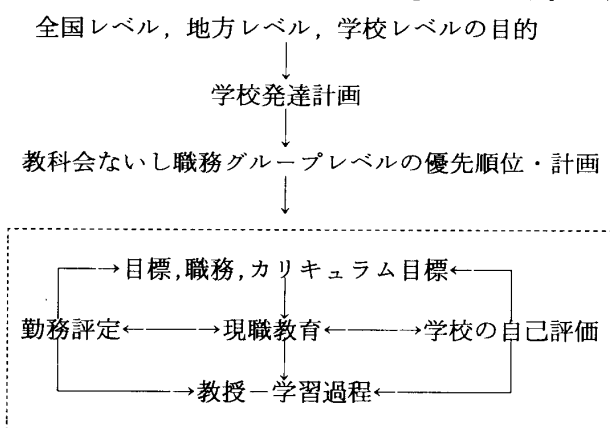 全国レベル，地方レベル，学校レベルの目的
学校発達計画
教科会ないし職務グループレベルの優先順位・計画
目標,職務,カリキュラム目標
勤務評定 現職教育 学校の自己評価
教授－学習過程